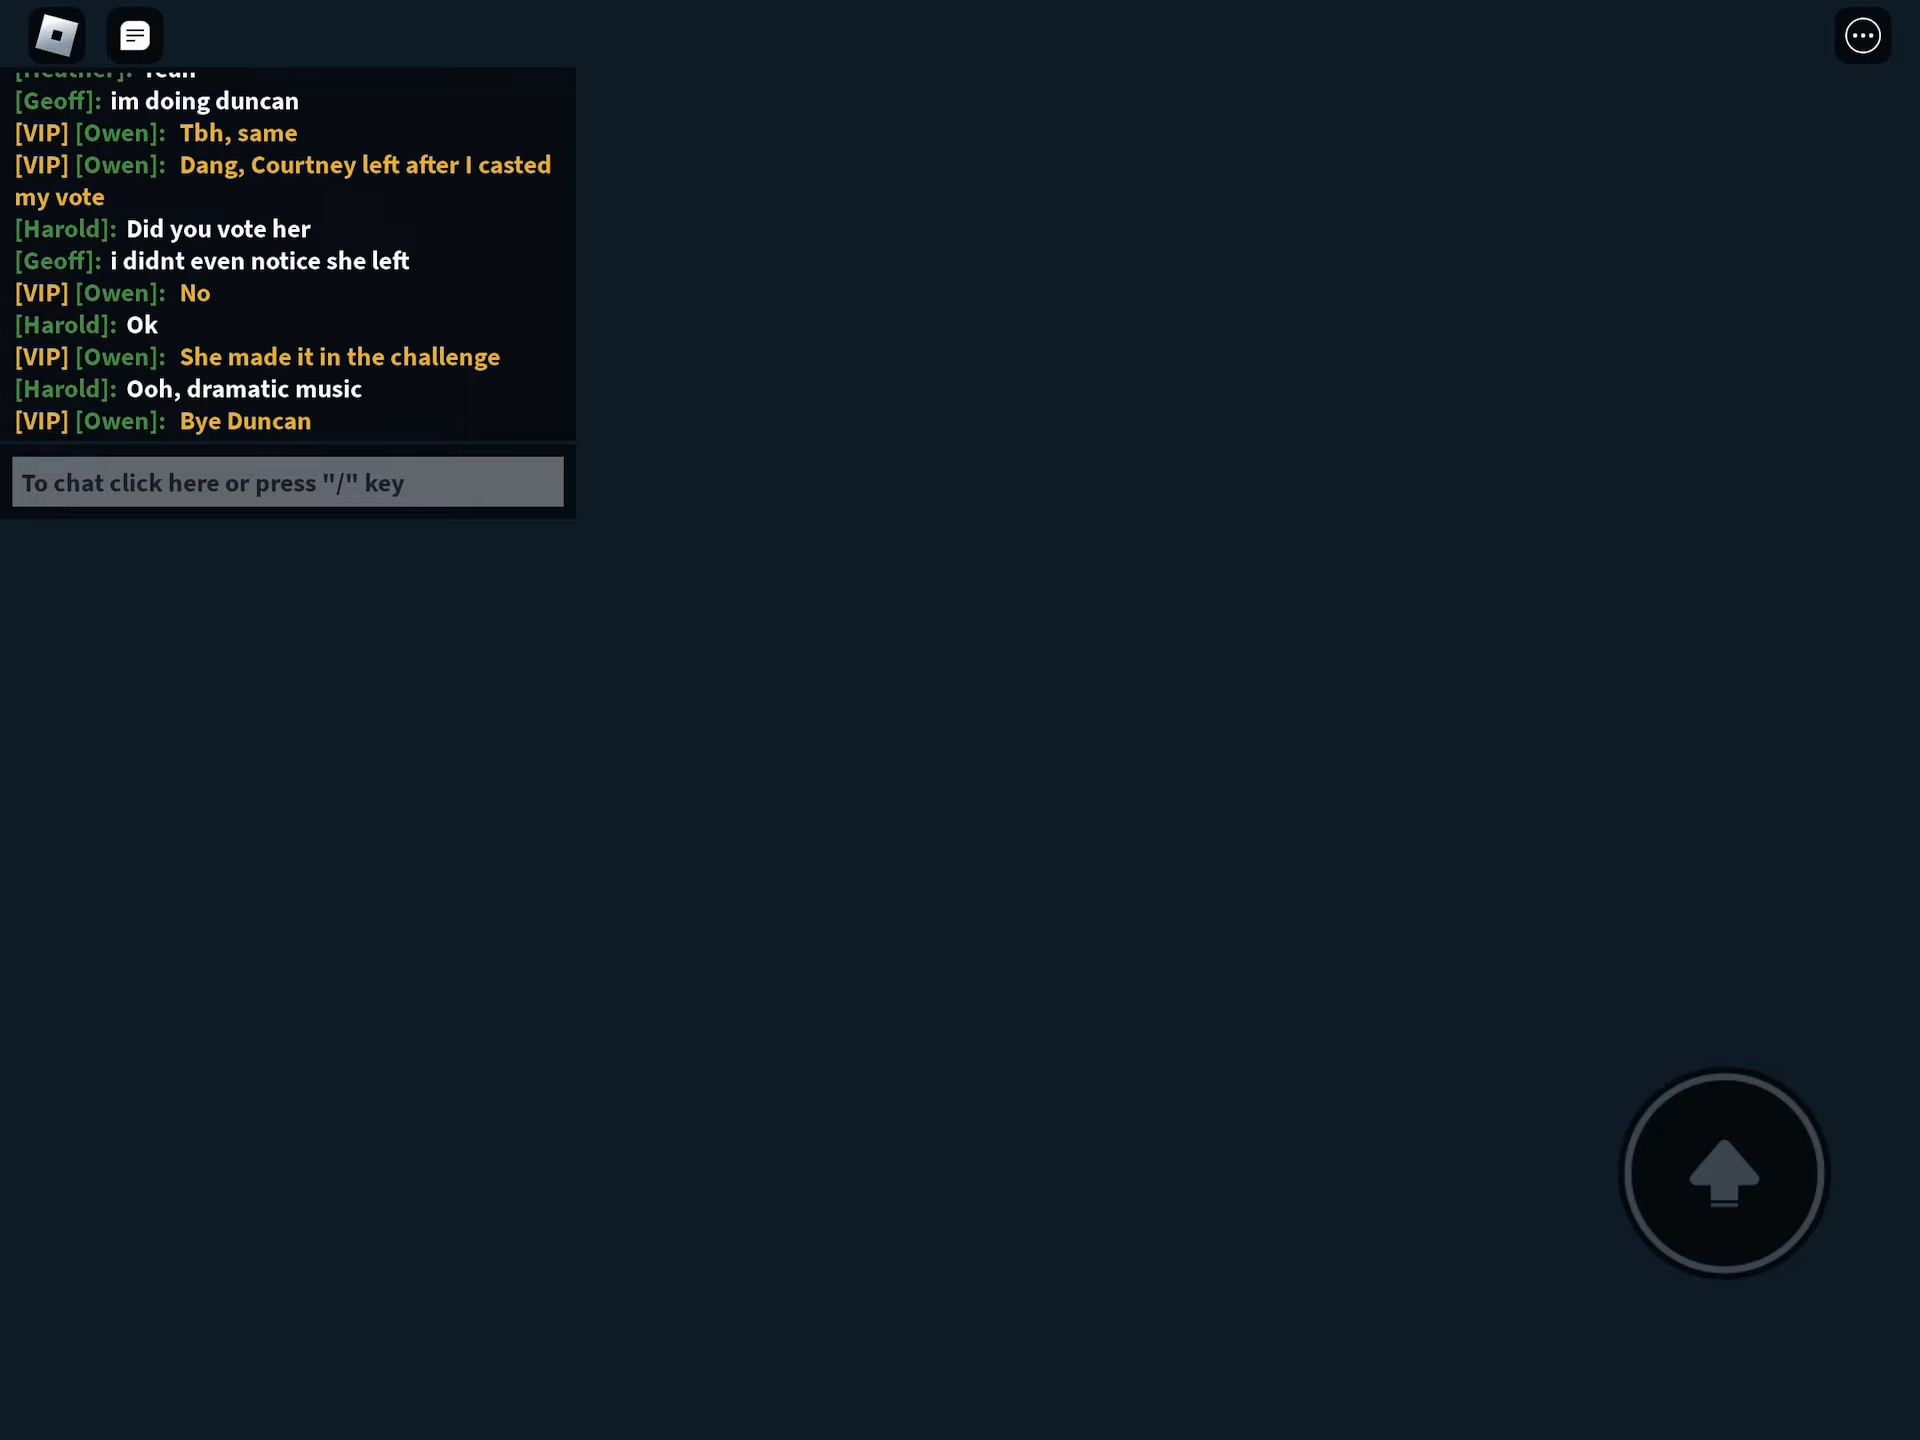 [Heather]: Yeah
[Geoff]: im doing duncan
[VIP] [Owen]: Tbh, same
[VIP] [Owen]: Dang, Courtney left after I casted
my vote
[Harold]: Did you vote her
[Geoff]: i didnt even notice she left
[VIP] [Owen]: No
[Harold]: Ok
[VIP] [Owen]: She made it in the challenge
[Harold]: Ooh, dramatic music
[VIP] [Owen]: Bye Duncan
To chat click here or press "/" key